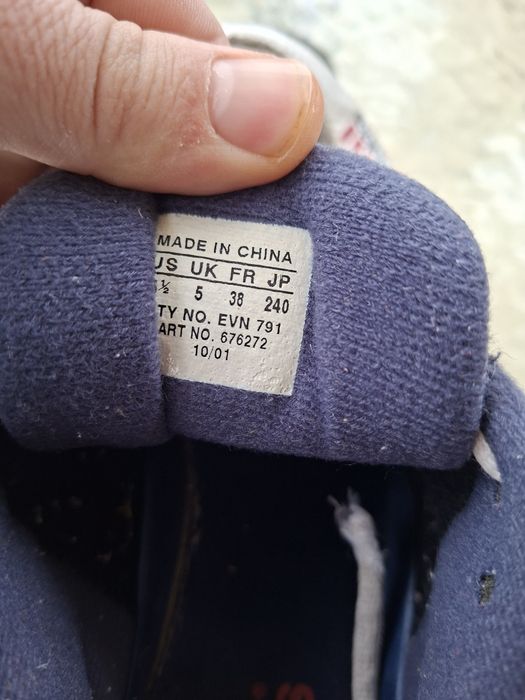 MADE IN CHINA
US UK FR JP
½ 5 38 240
TY NO. EVN 791
ART NO. 676272
10/01